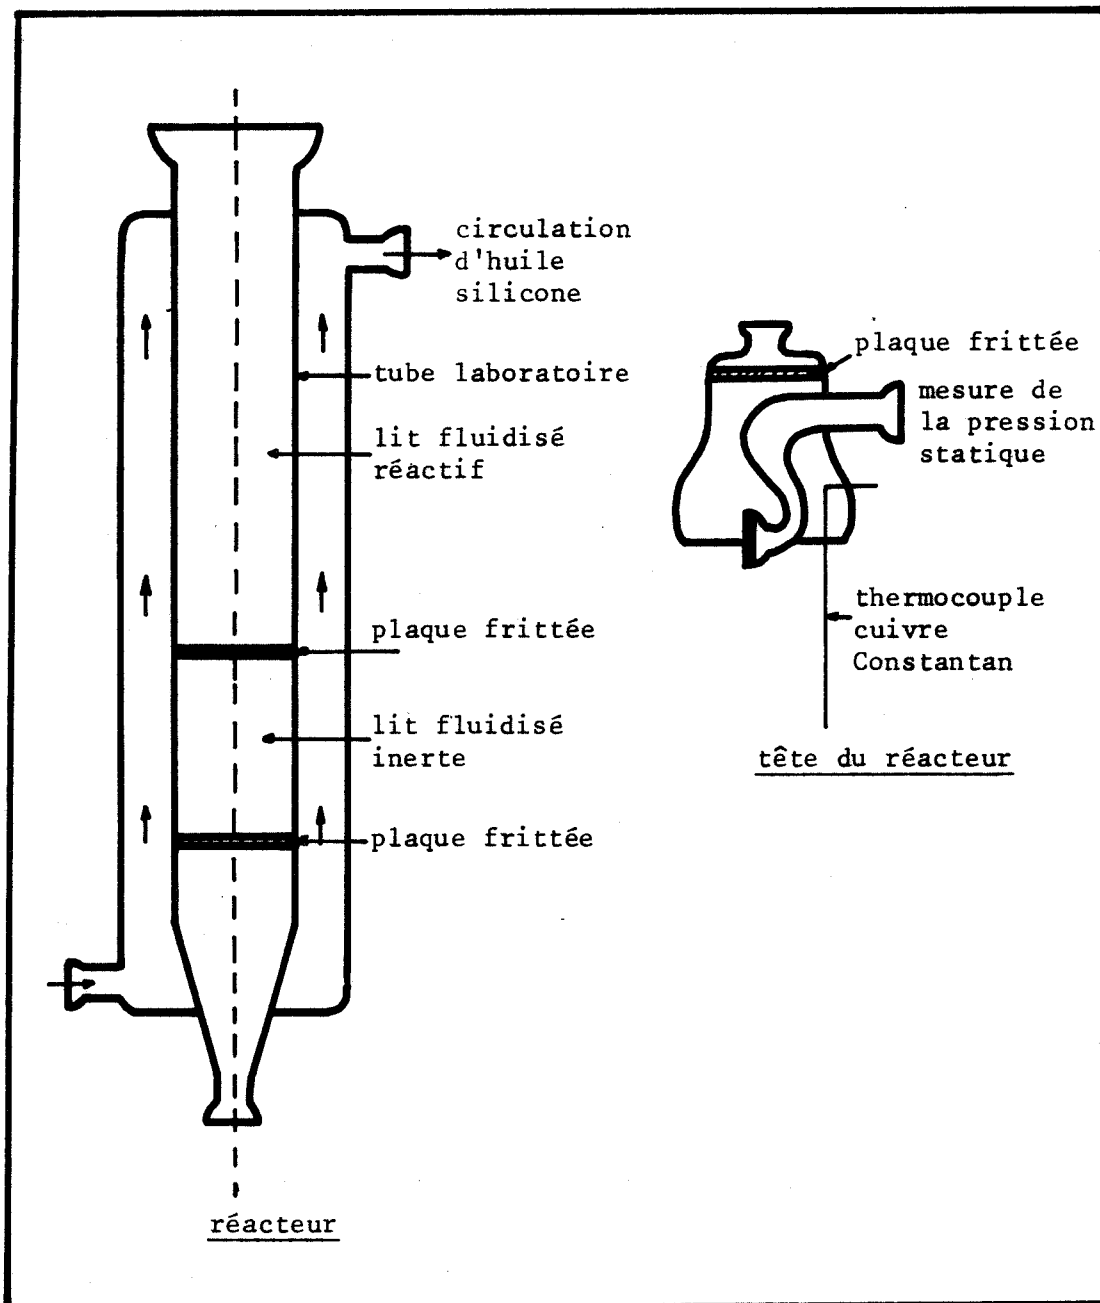 circulation
d'huile
silicone
tube laboratoire
lit fluidisé
réactif
plaque frittée
lit fluidisé
inerte
plaque frittée
réacteur
plaque frittée
mesure de
la pression
statique
thermocouple
cuivre
Constantan
tête du réacteur